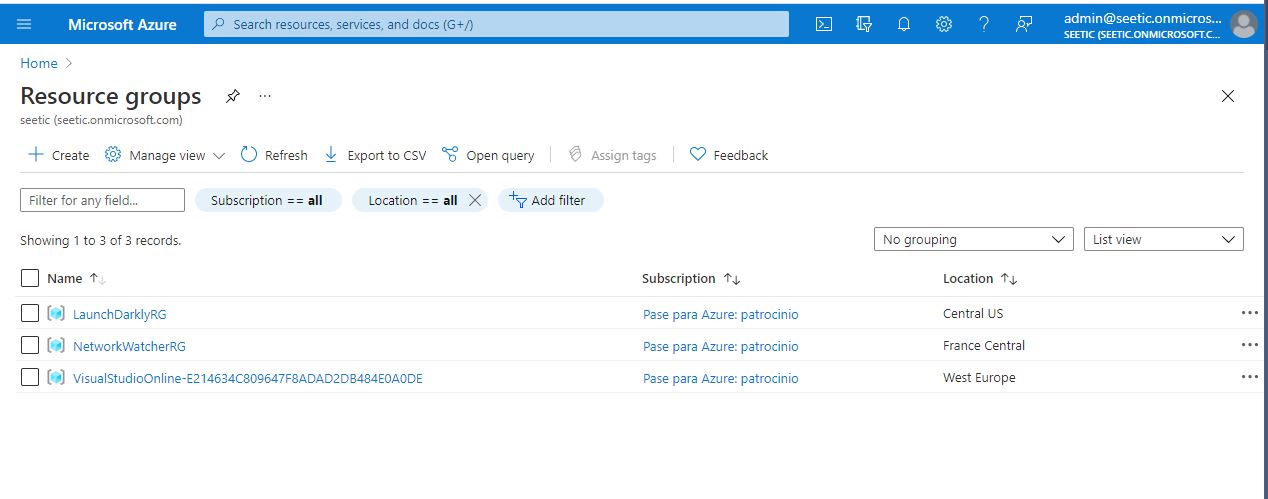 Microsoft Azure
Search resources, services, and docs (G+/)
admin@seetic.onmicros...
SEETIC (SEETIC.ONMICROSOFT.C...
Home
Resource groups
seetic (seetic.onmicrosoft.com)
Create Manage view Refresh Export to CSV Open query Assign tags Feedback
Filter for any field... Subscription == all Location == all Add filter
Showing 1 to 3 of 3 records. No grouping List view
Name Subscription Location
LaunchDarklyRG Pase para Azure: patrocinio Central US
NetworkWatcherRG Pase para Azure: patrocinio France Central
VisualStudioOnline-E214634C809647F8ADAD2DB484E0A0DE Pase para Azure: patrocinio West Europe